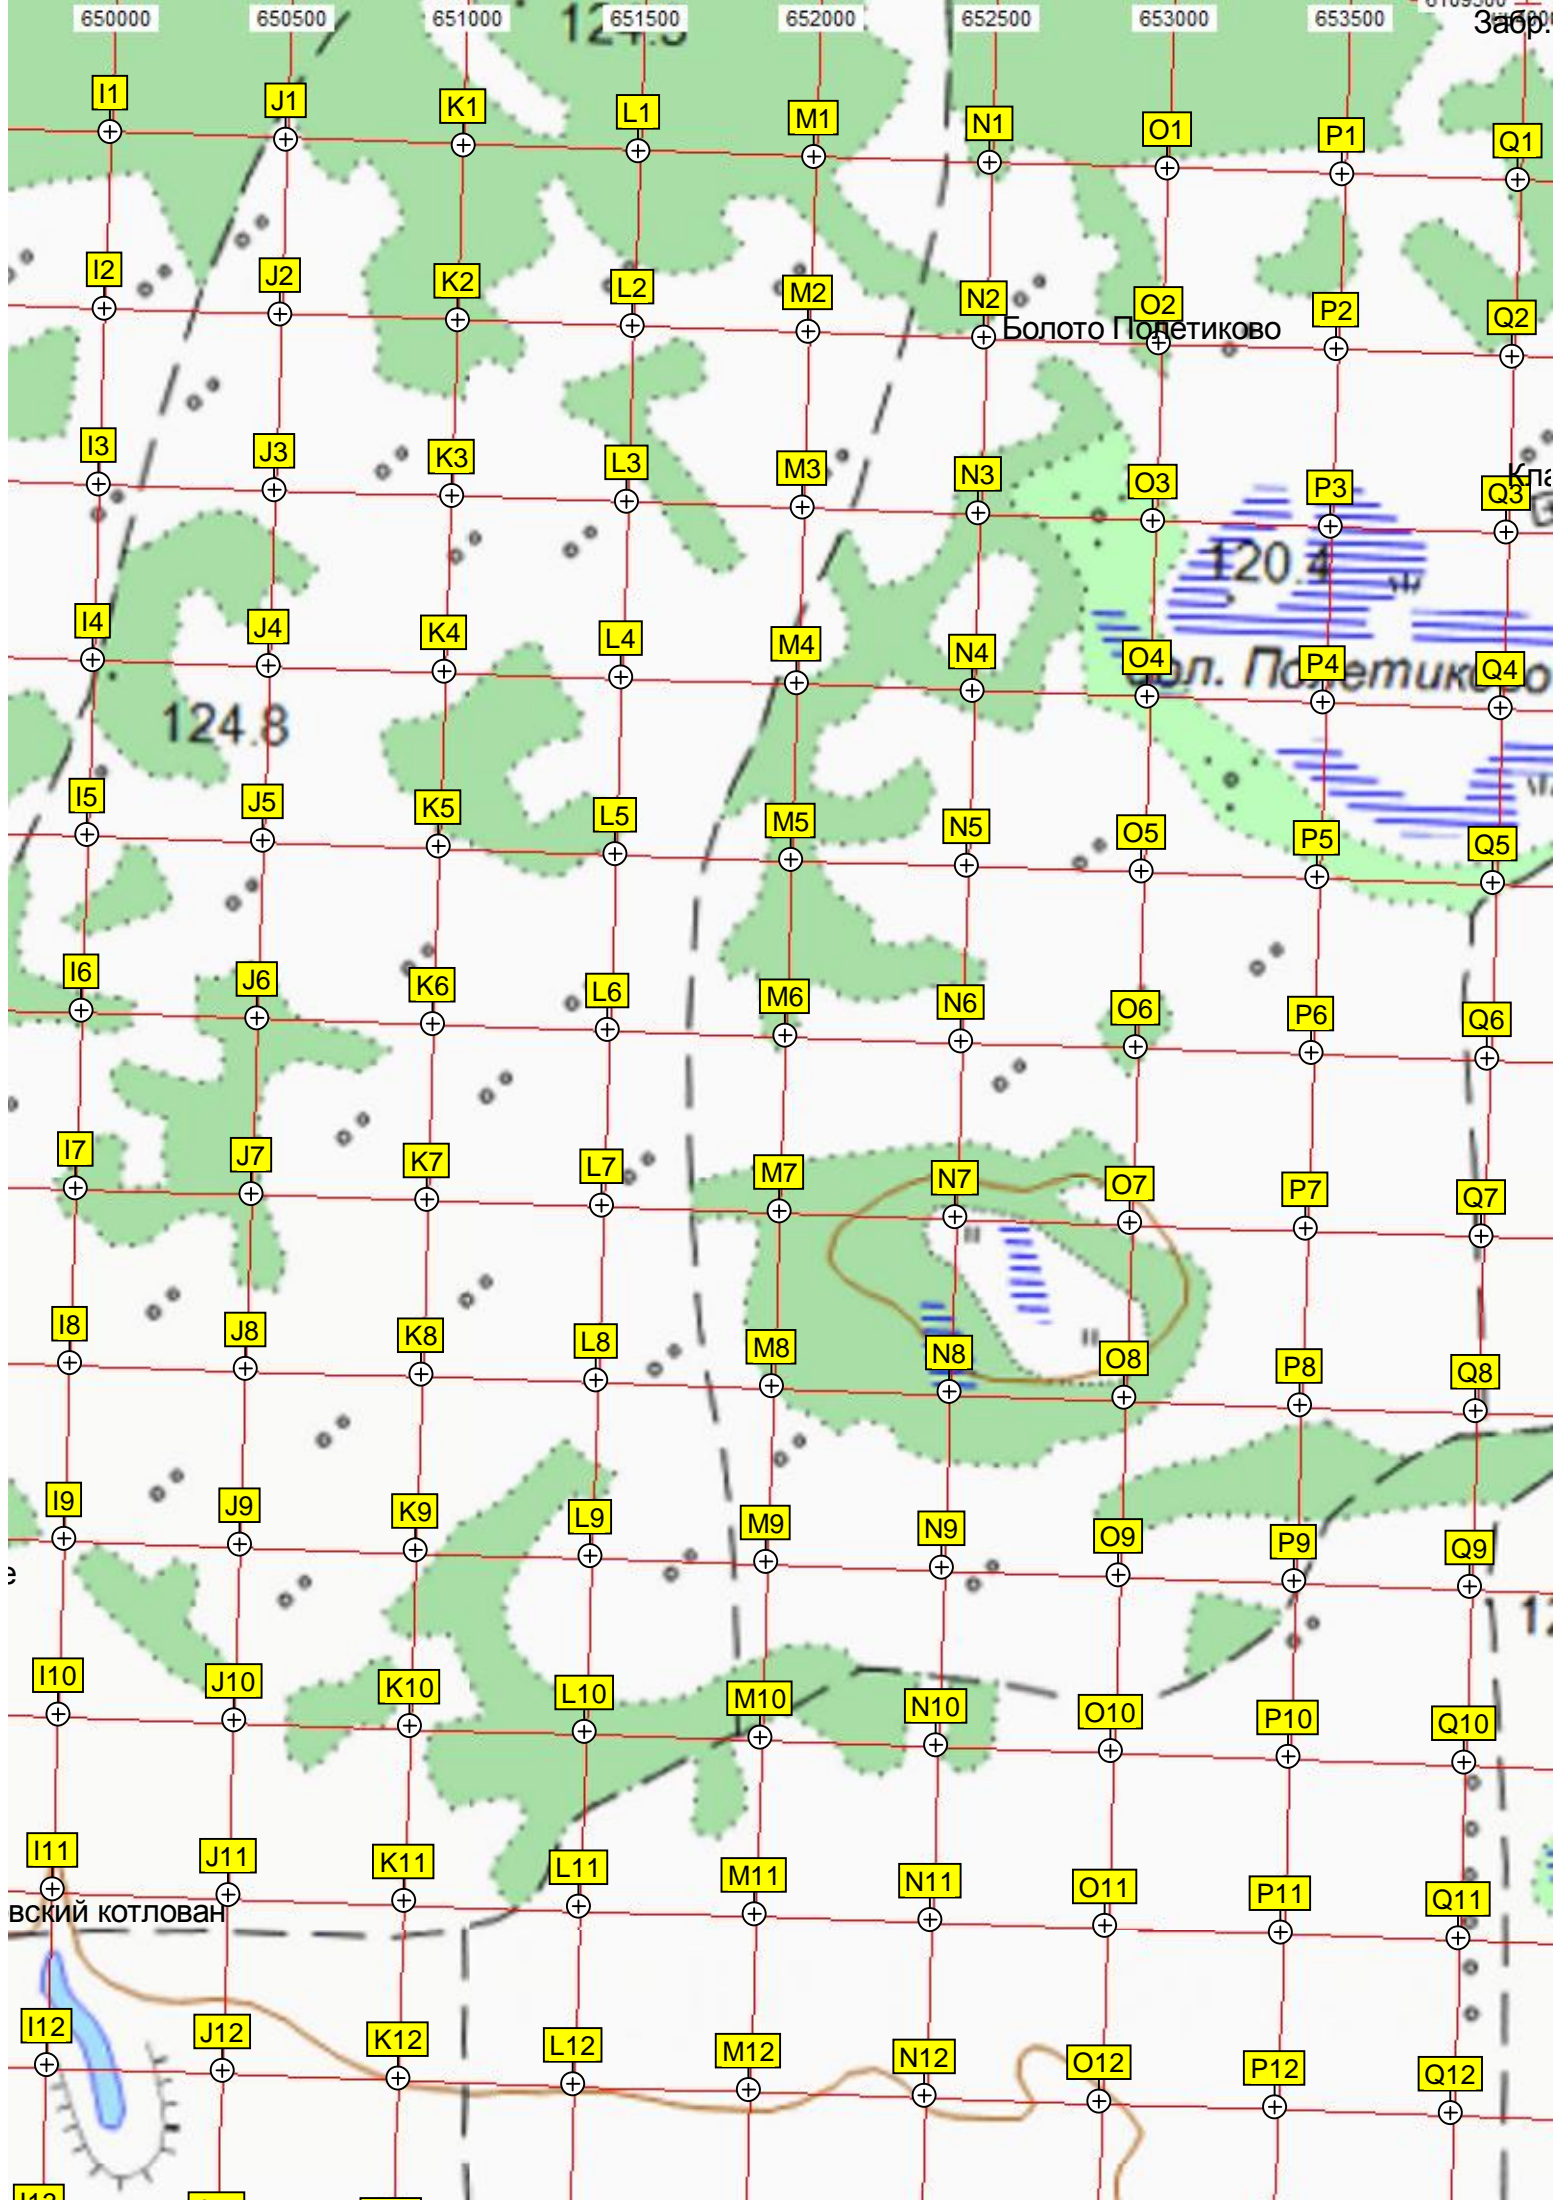 650000 650500 651000 651500 652000 652500 653000 653500
Забр.
I1 J1 K1 L1 M1 N1 O1 P1 Q1
I2 J2 K2 L2 M2 N2 O2 P2 Q2
Болото Полетиково
I3 J3 K3 L3 M3 N3 O3 P3 Q3
Кла
120.4
I4 J4 K4 L4 M4 N4 O4 P4 Q4
бол. Полетиково
124.8
I5 J5 K5 L5 M5 N5 O5 P5 Q5
I6 J6 K6 L6 M6 N6 O6 P6 Q6
I7 J7 K7 L7 M7 N7 O7 P7 Q7
I8 J8 K8 L8 M8 N8 O8 P8 Q8
I9 J9 K9 L9 M9 N9 O9 P9 Q9
е
12
I10 J10 K10 L10 M10 N10 O10 P10 Q10
I11 J11 K11 L11 M11 N11 O11 P11 Q11
вский котлован
I12 J12 K12 L12 M12 N12 O12 P12 Q12
I13